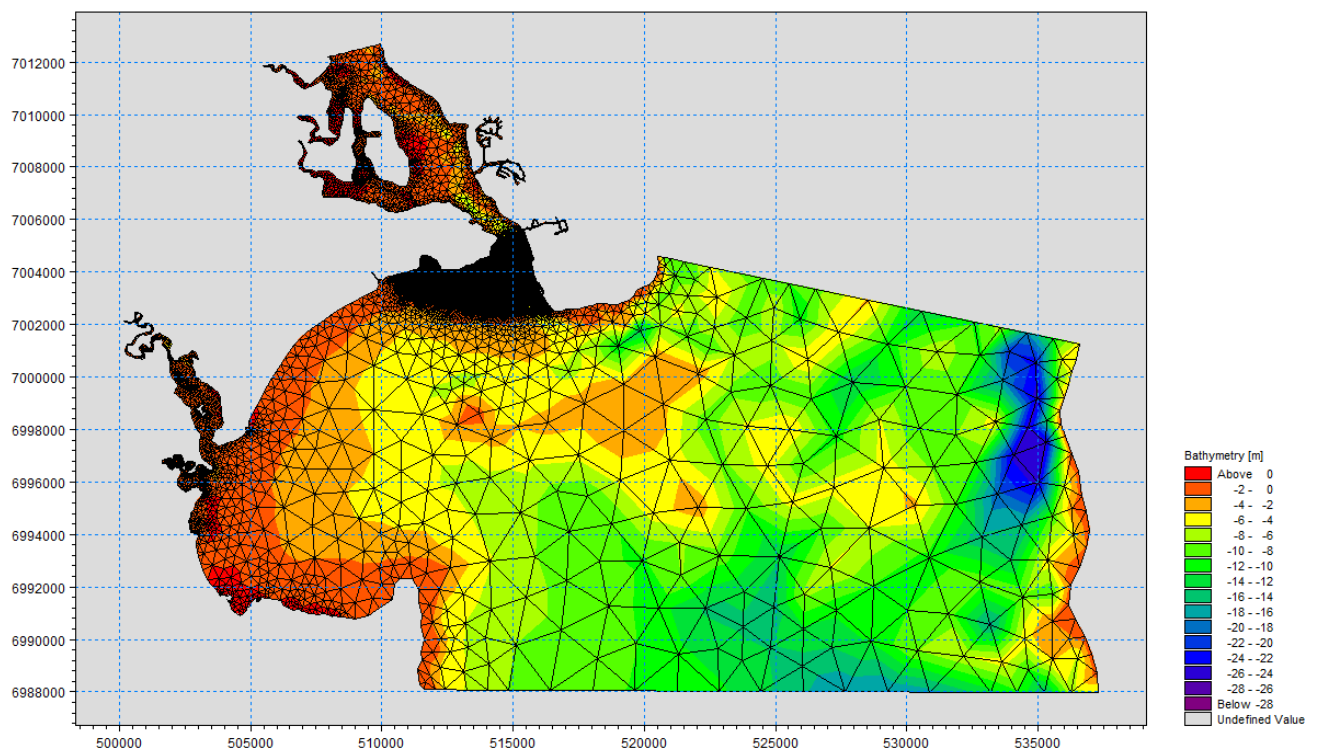 7012000
7010000
7008000
7006000
7004000
7002000
7000000
6998000
6996000
6994000
6992000
6990000
6988000
500000 505000 510000 515000 520000 525000 530000 535000
Bathymetry [m]
Above 0
-2 - 0
-4 - -2
-6 - -4
-8 - -6
-10 - -8
-12 - -10
-14 - -12
-16 - -14
-18 - -16
-20 - -18
-22 - -20
-24 - -22
-26 - -24
-28 - -26
Below -28
Undefined Value